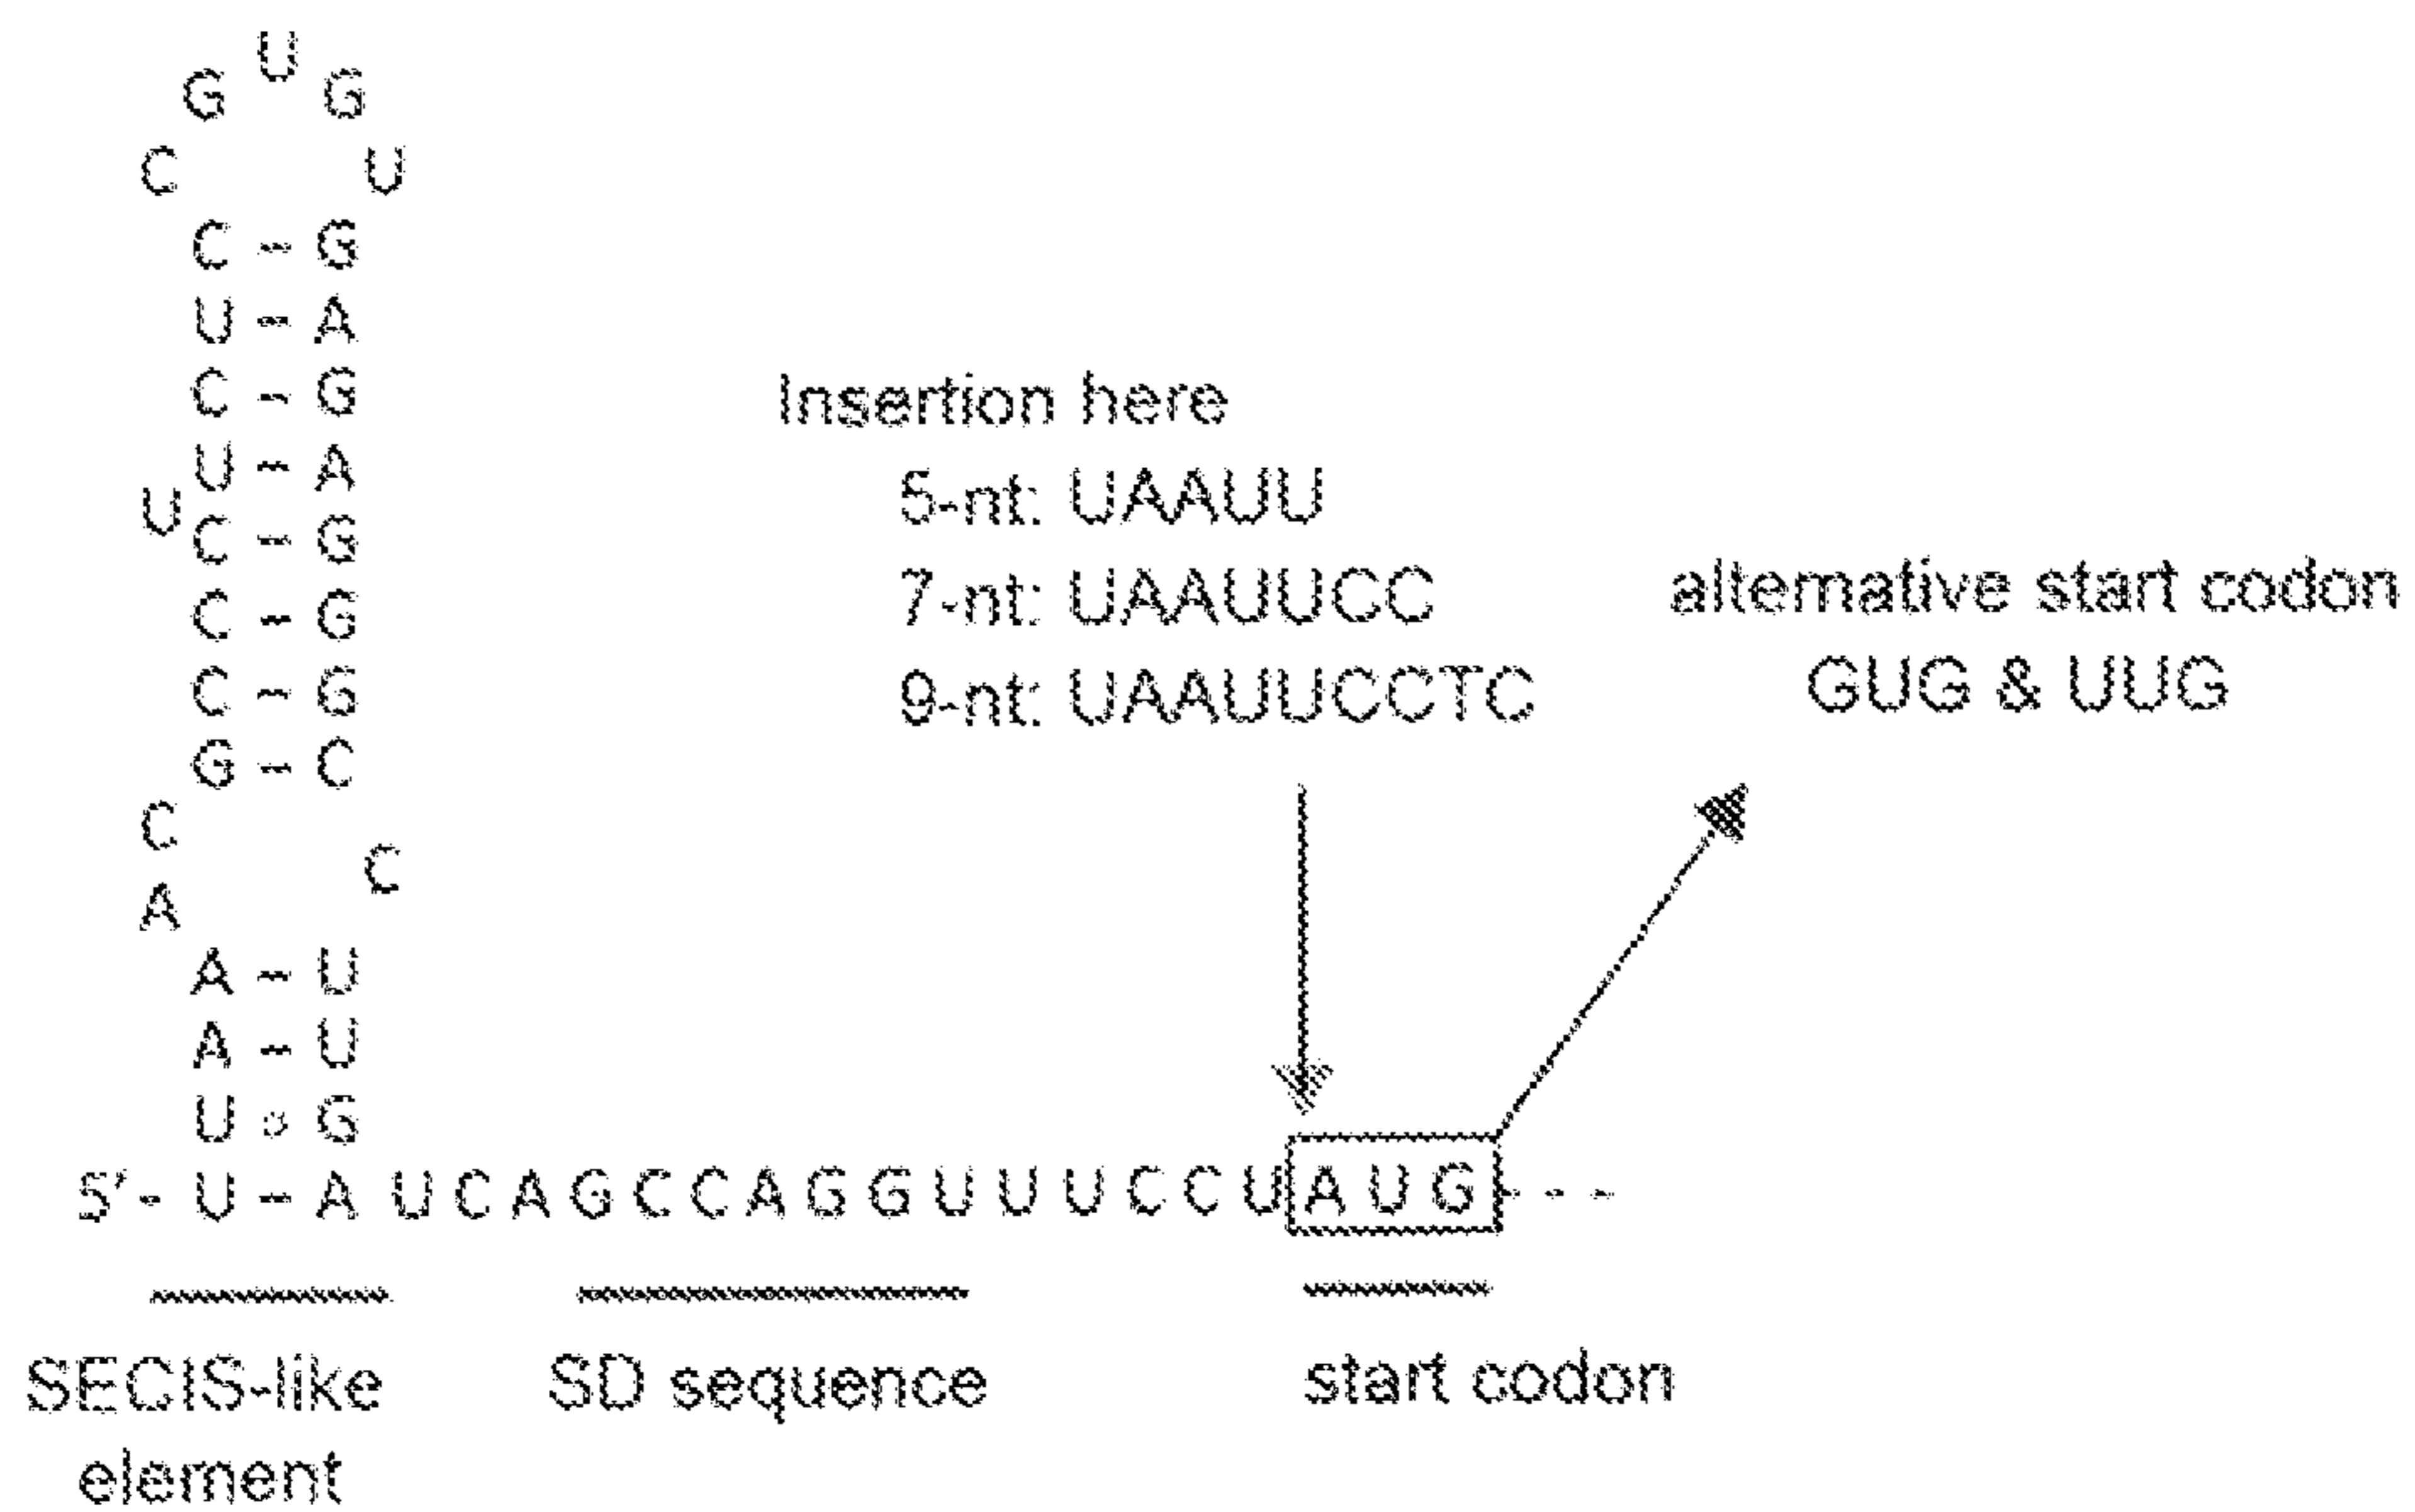 U
G G
C U
C - G
U - A
C - G
U - A
U
C - G
C - G
C - G
G - C
C
C
A
A - U
A - U
U o G
5'- U - A U C A G C C A G G U U U C C U A U G - - -
Insertion here
5-nt: UAAUU
7-nt: UAAUUCC
9-nt: UAAUUCCTC
alternative start codon
GUG & UUG
SECIS-like
element
SD sequence
start codon